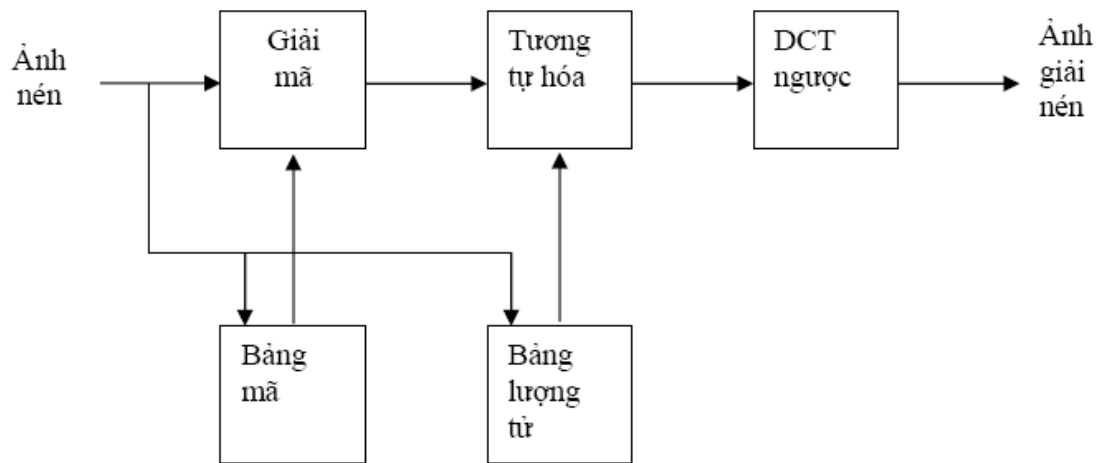 Ảnh
nén
Giải
mã
Tương
tự hóa
DCT
ngược
Ảnh
giải
nén
Bảng
mã
Bảng
lượng
tử